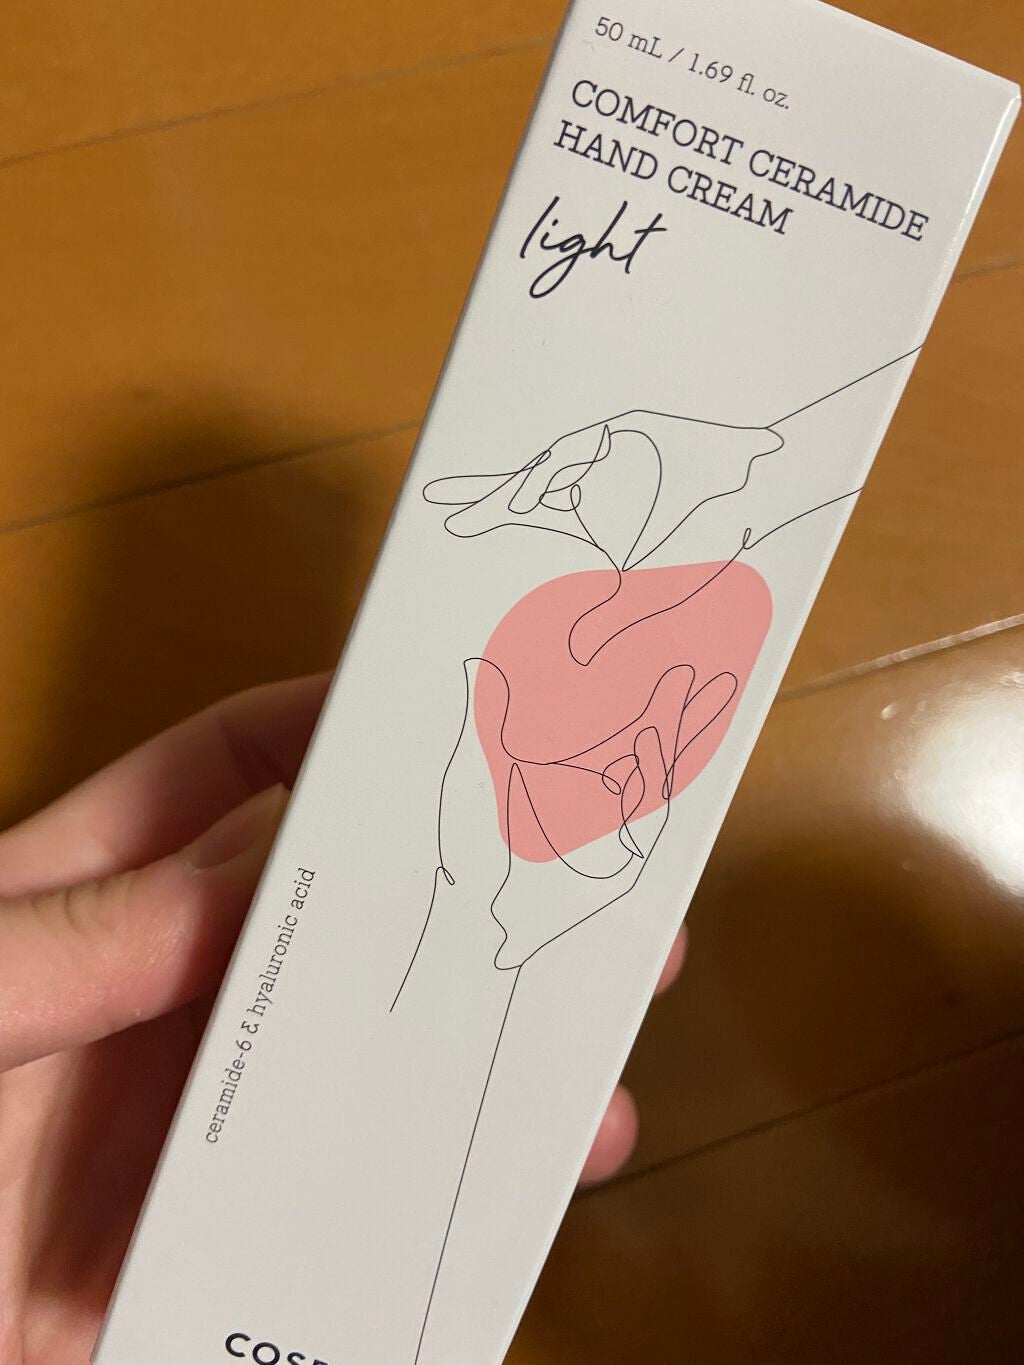 50 mL / 1.69 fl. oz.
COMFORT CERAMIDE
HAND CREAM
light
ceramide-6 & hyaluronic acid